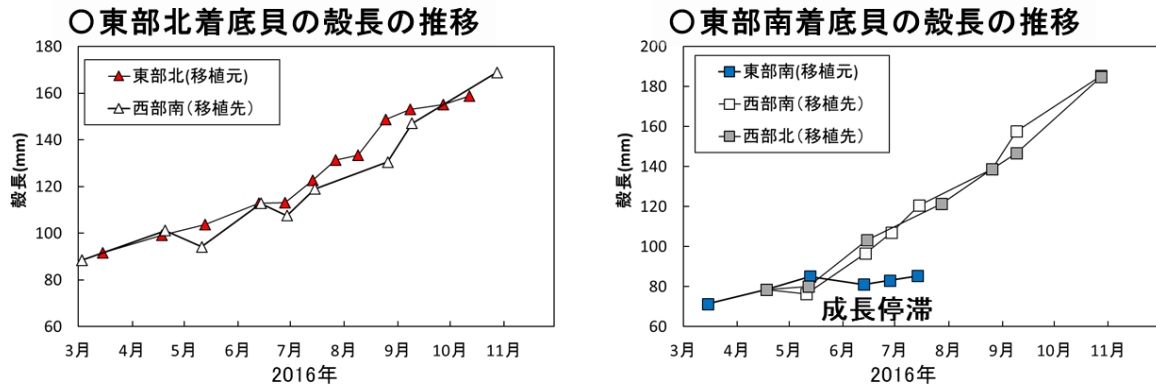 ○東部北着底貝の殻長の推移
180
160
140
120
100
80
60
殻長(mm)
東部北(移植元)
西部南（移植先）
3月 4月 5月 6月 7月 8月 9月 10月 11月
2016年
○東部南着底貝の殻長の推移
200
180
160
140
120
100
80
60
殻長(mm)
東部南(移植元)
西部南（移植先）
西部北（移植先）
成長停滞
3月 4月 5月 6月 7月 8月 9月 10月 11月
2016年